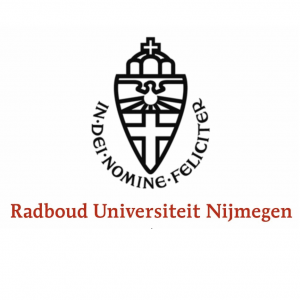 IN·DEI·NOMINE·FELICITER
Radboud Universiteit Nijmegen